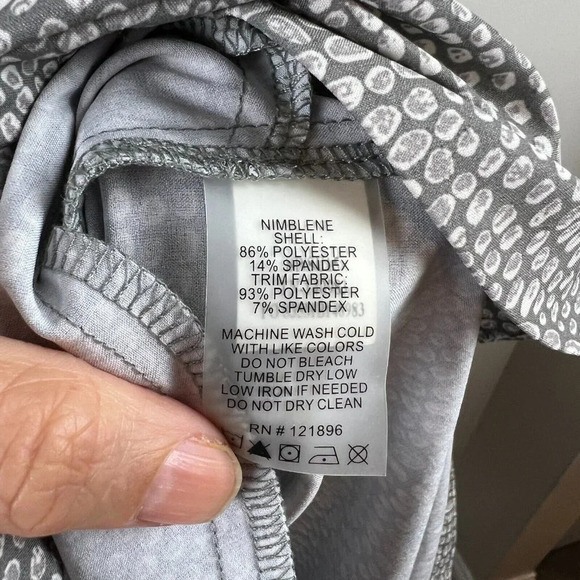 NIMBLENE
SHELL:
86% POLYESTER
14% SPANDEX
TRIM FABRIC:
93% POLYESTER
7% SPANDEX
MACHINE WASH COLD
WITH LIKE COLORS
DO NOT BLEACH
TUMBLE DRY LOW
LOW IRON IF NEEDED
DO NOT DRY CLEAN
RN # 121896